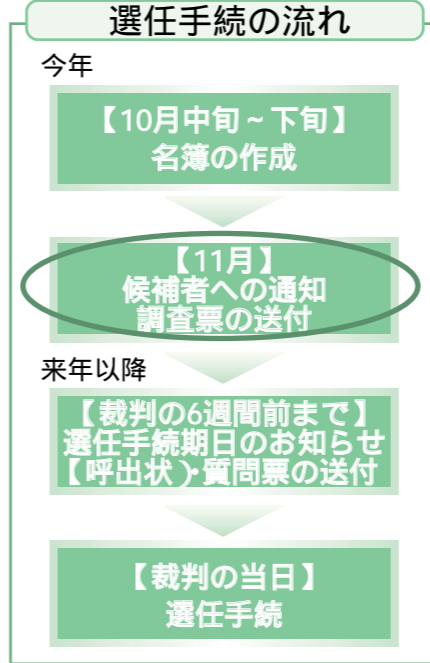 選任手続の流れ
今年
【10月中旬～下旬】
名簿の作成
【11月】
候補者への通知
調査票の送付
来年以降
【裁判の6週間前まで】
選任手続期日のお知らせ
【呼出状）・質問票の送付
【裁判の当日】
選任手続